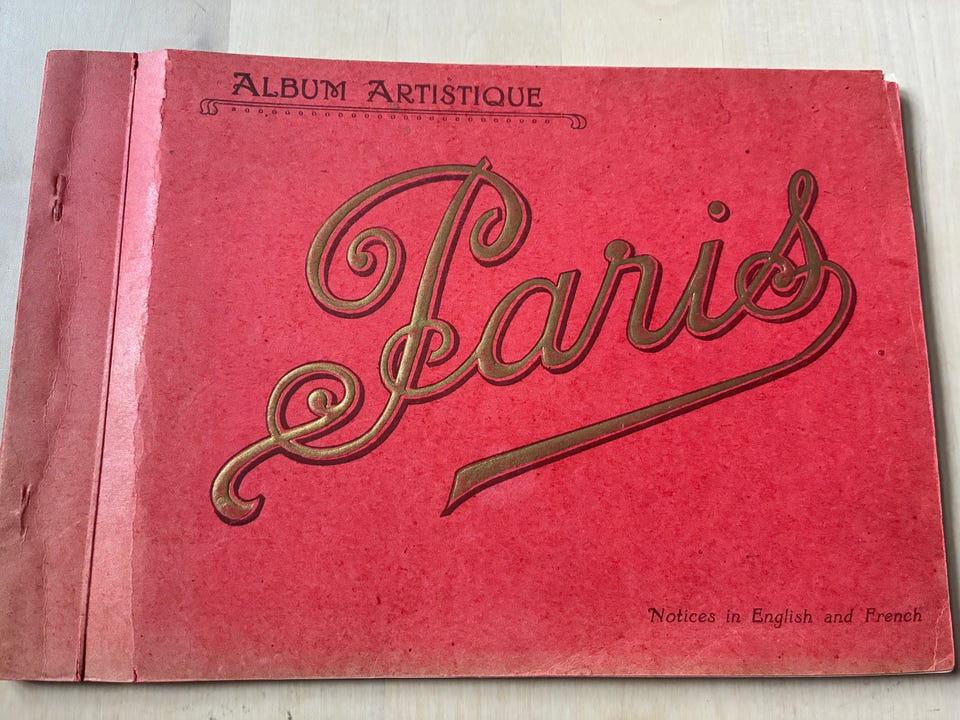 ALBUM ARTISTIQUE
Paris
Notices in English and French